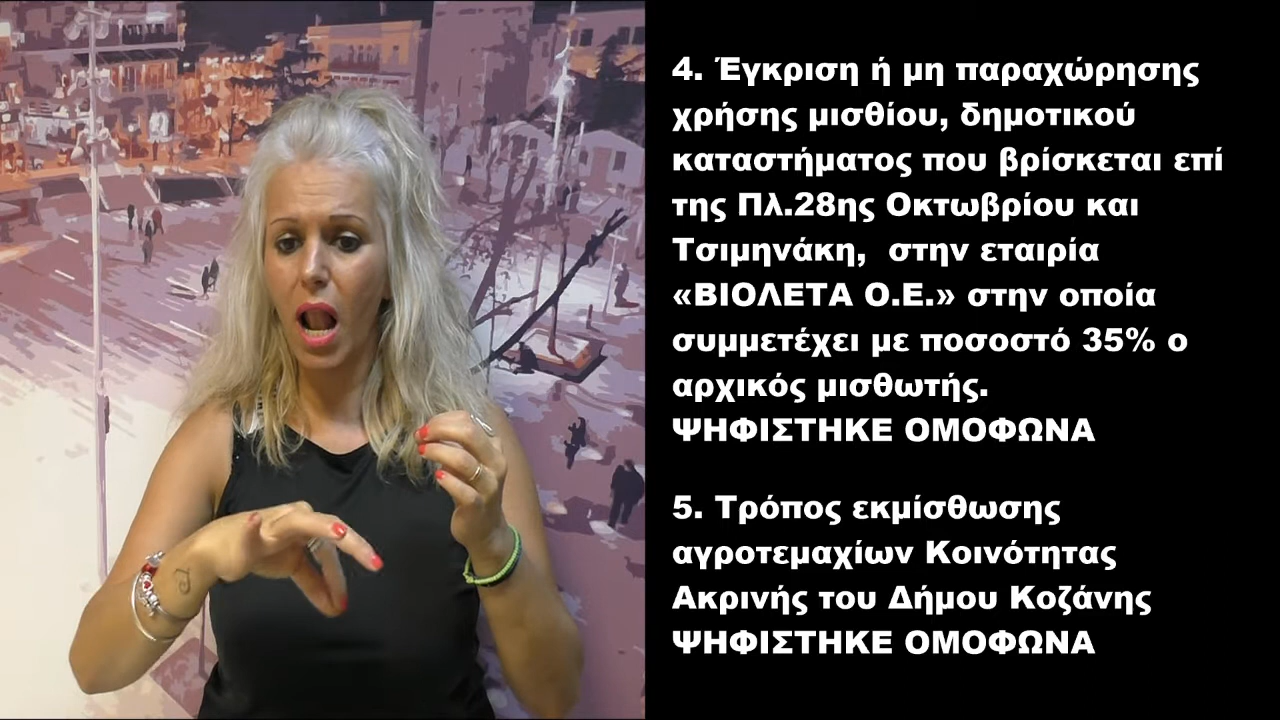 4. Έγκριση ή μη παραχώρησης
χρήσης μισθίου, δημοτικού
καταστήματος που βρίσκεται επί
της Πλ.28ης Οκτωβρίου και
Τσιμηνάκη,  στην εταιρία
«ΒΙΟΛΕΤΑ Ο.Ε.» στην οποία
συμμετέχει με ποσοστό 35% ο
αρχικός μισθωτής.
ΨΗΦΙΣΤΗΚΕ ΟΜΟΦΩΝΑ
5. Τρόπος εκμίσθωσης
αγροτεμαχίων Κοινότητας
Ακρινής του Δήμου Κοζάνης
ΨΗΦΙΣΤΗΚΕ ΟΜΟΦΩΝΑ